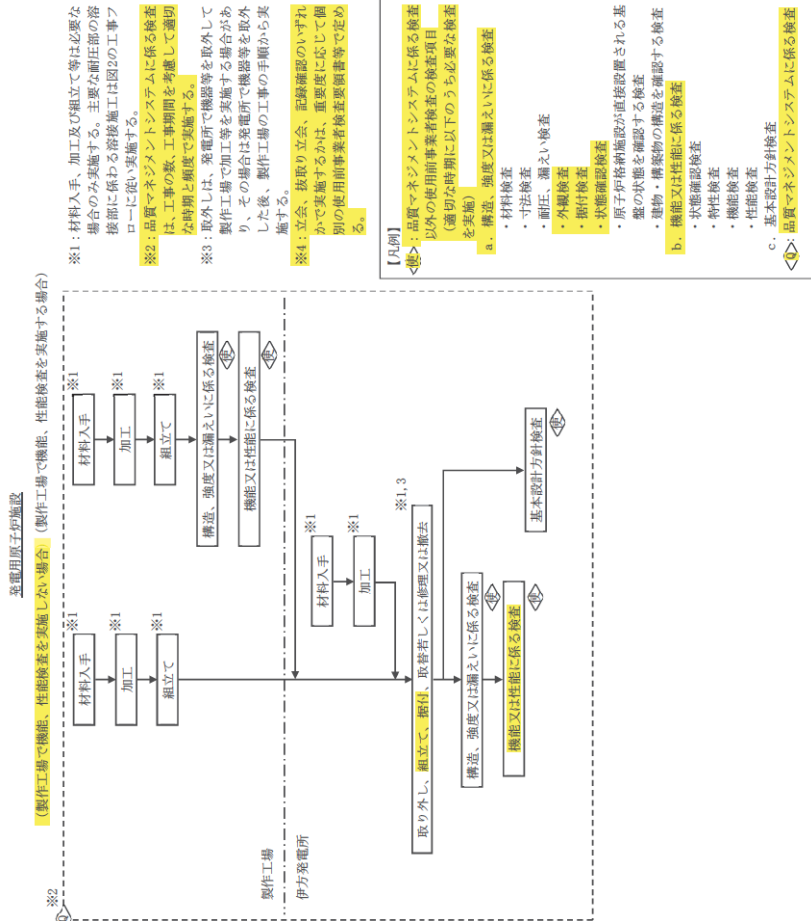 発電用原子炉施設
(製作工場で機能、性能検査を実施しない場合)
(製作工場で機能、性能検査を実施する場合)
※2
Q
材料入手
※1
加工
※1
組立て
※1
材料入手
※1
加工
※1
組立て
※1
構造、強度又は漏えいに係る検査
使
機能又は性能に係る検査
使
製作工場
伊方発電所
材料入手
※1
加工
※1
取り外し、組立て、据付、取替若しくは修理又は撤去
※1,3
構造、強度又は漏えいに係る検査
使
機能又は性能に係る検査
使
基本設計方針検査
使
※1：材料入手、加工及び組立て等は必要な
場合のみ実施する。主要な耐圧部の溶
接部に係わる溶接施工は図2の工事フ
ローに従い実施する。
※2：品質マネジメントシステムに係る検査
は、工事の数、工事期間を考慮して適切
な時期と頻度で実施する。
※3：取外しは、発電所で機器等を取外して
製作工場で加工等を実施する場合があ
り、その場合は発電所で機器等を取外
した後、製作工場の工事の手順から実
施する。
※4：立会、抜取り立会、記録確認のいずれ
かで実施するかは、重要度に応じて個
別の使用前事業者検査要領書等で定め
る。
【凡例】
使：品質マネジメントシステムに係る検査
以外の使用前事業者検査の検査項目
（適切な時期に以下のうち必要な検査
を実施）
a．構造、強度又は漏えいに係る検査
・材料検査
・寸法検査
・耐圧、漏えい検査
・外観検査
・据付検査
・状態確認検査
・原子炉格納施設が直接設置される基
盤の状態を確認する検査
・建物・構築物の構造を確認する検査
b．機能又は性能に係る検査
・状態確認検査
・特性検査
・機能検査
・性能検査
c．基本設計方針検査
Q：品質マネジメントシステムに係る検査